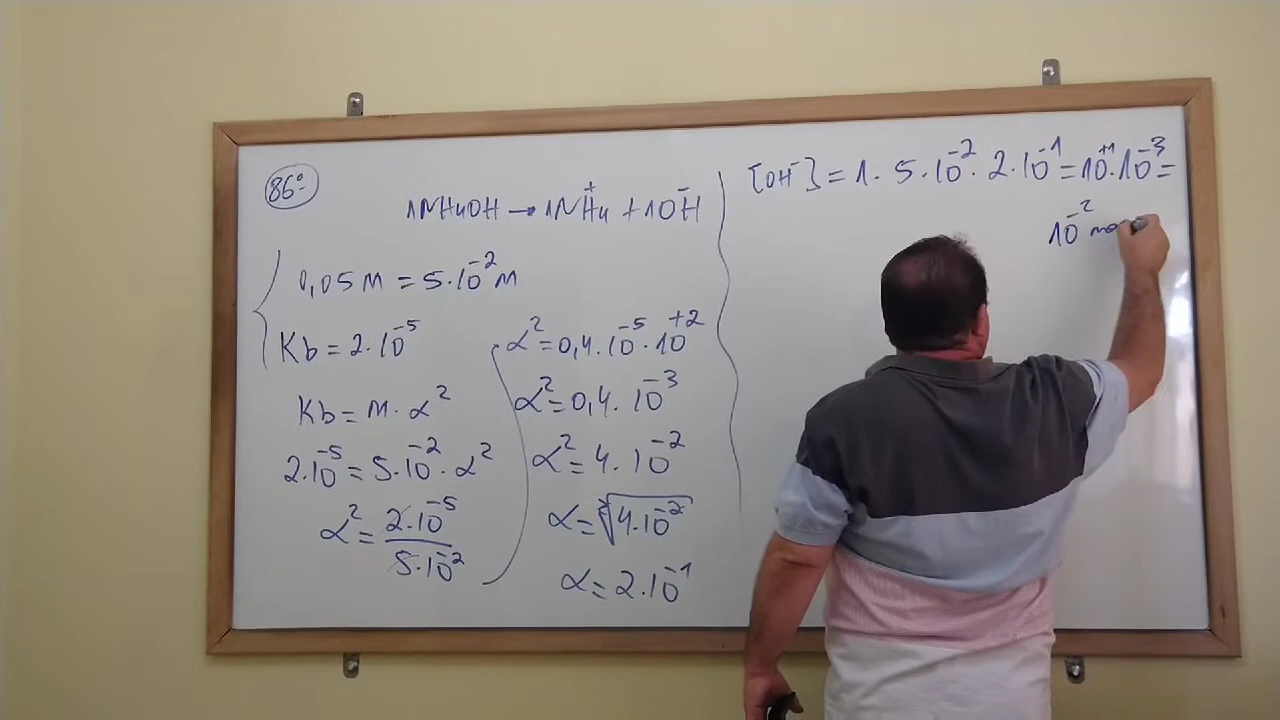 86º
1NH4OH → 1NH4⁺ + 1OH⁻
0,05 M = 5·10⁻² M
Kb = 2·10⁻⁵
Kb = M·α²
2·10⁻⁵ = 5·10⁻²·α²
α² = 2·10⁻⁵ / 5·10⁻²
α² = 0,4·10⁻⁵·10⁺²
α² = 0,4·10⁻³
α² = 4·10⁻²
α = ²√4·10⁻²
α = 2·10⁻¹
[OH⁻] = 1·5·10⁻²·2·10⁻¹ = 10⁺¹·10⁻³ =
10⁻²